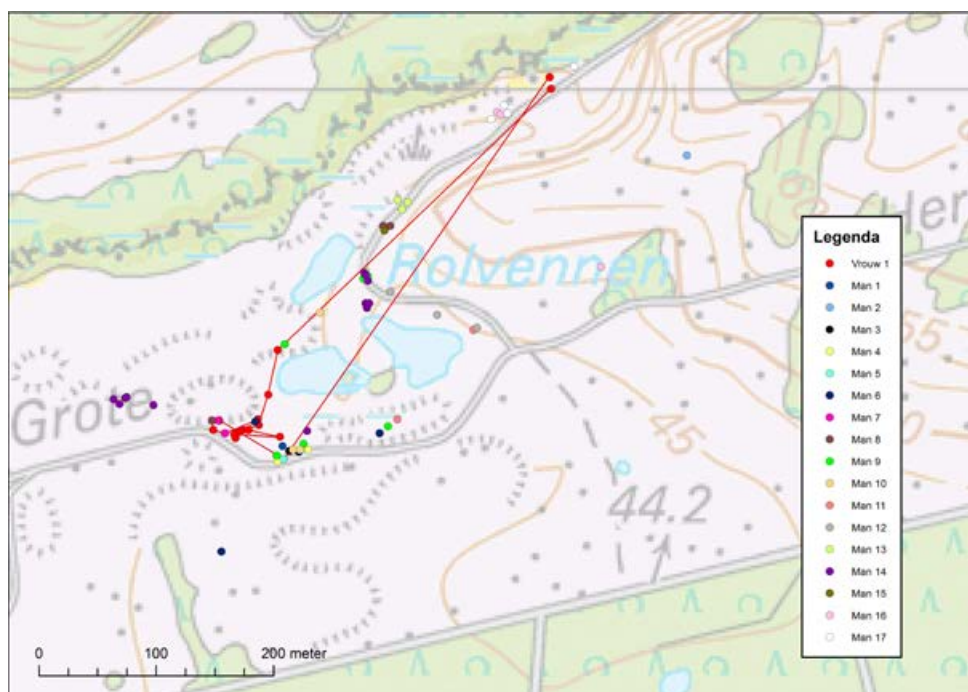 Rolvennen
Her
60
55
45
Grote
44.2
Legenda
Vrouw 1
Man 1
Man 2
Man 3
Man 4
Man 5
Man 6
Man 7
Man 8
Man 9
Man 10
Man 11
Man 12
Man 13
Man 14
Man 15
Man 16
Man 17
0 100 200 meter